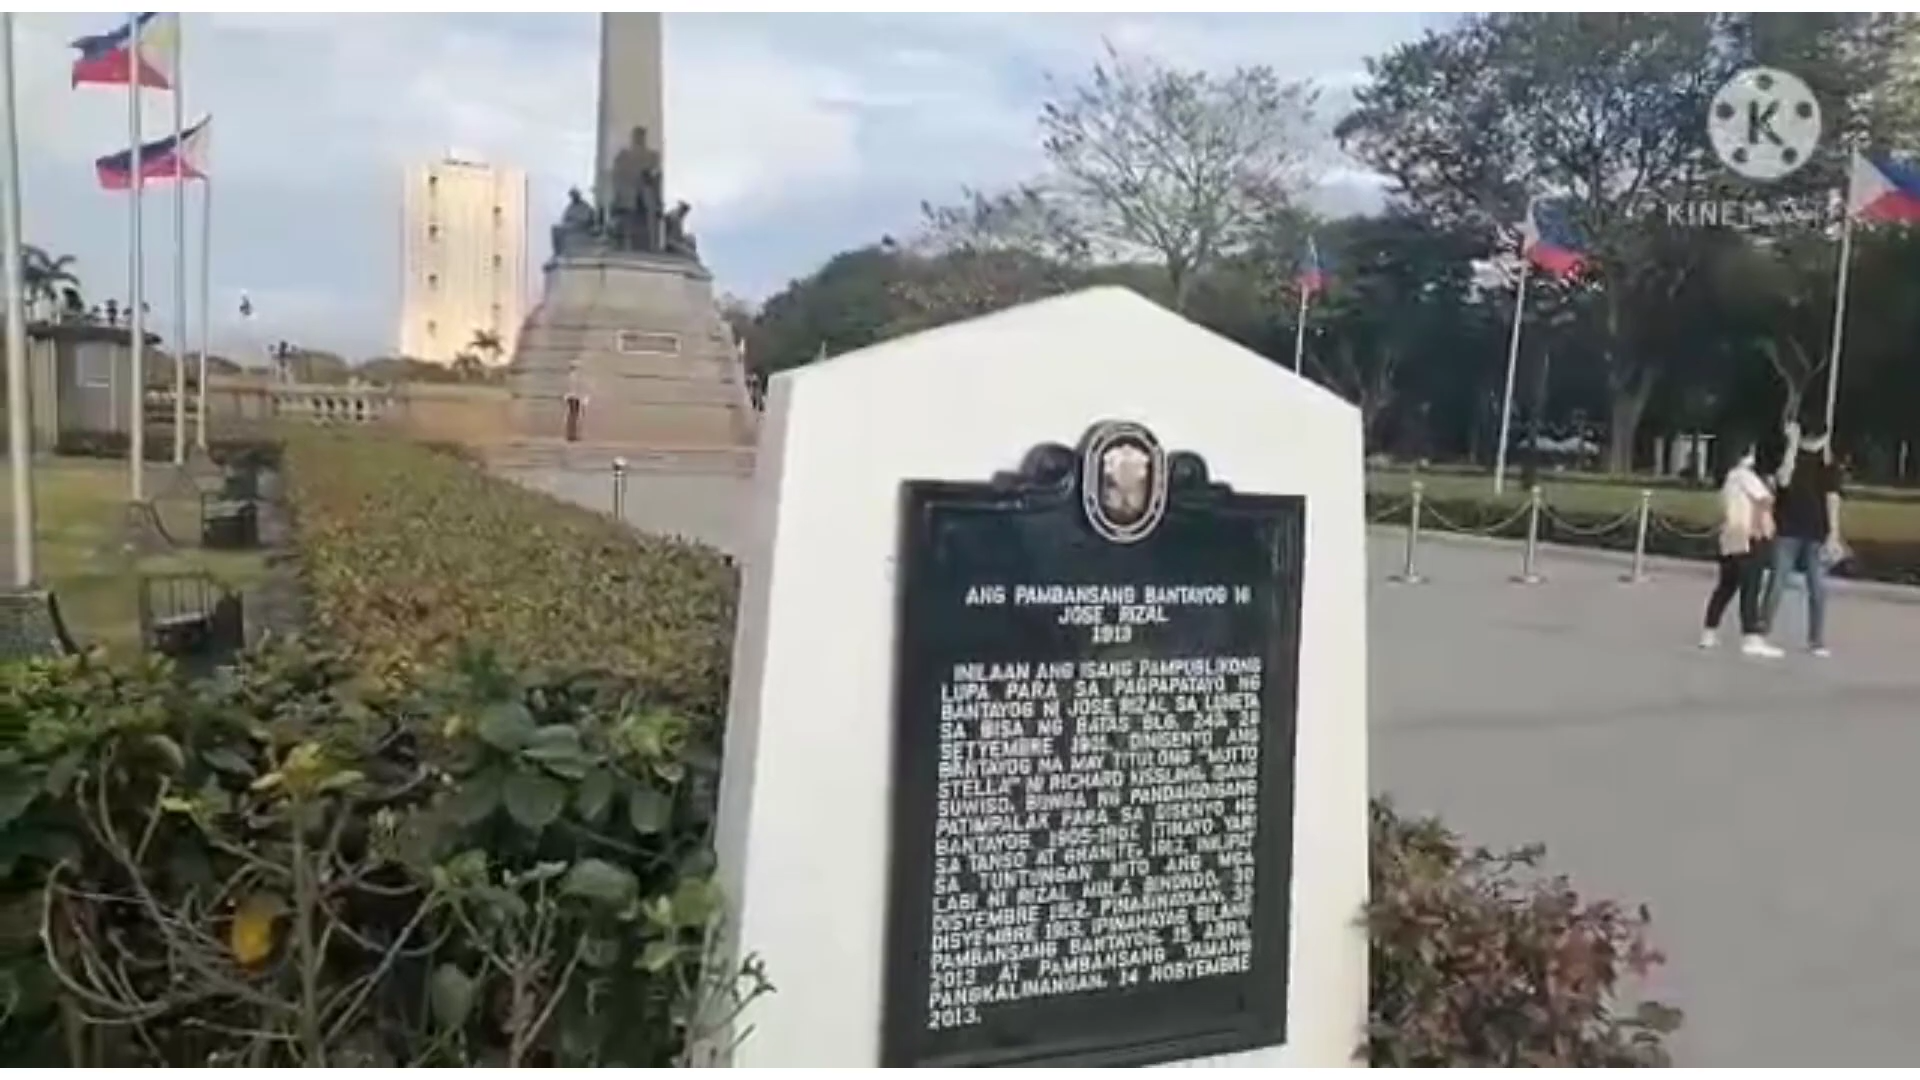 K
KINEMASTER
ANG PAMBANSANG BANTAYOG NI
JOSE RIZAL
1913
INILAAN ANG ISANG PAMPUBLIKONG
LUPA PARA SA PAGPAPATAYO NG
BANTAYOG NI JOSE RIZAL SA LUNETA
SA BISA NG BATAS BLG. 243, 28
SETYEMBRE 1901. DINISENYO ANG
BANTAYOG NA MAY TITULONG "MOTTO
STELLA" NI RICHARD KISSLING, ISANG
SUWISO, BUNGA NG PANDAIGDIGANG
PATIMPALAK PARA SA DISENYO NG
BANTAYOG, 1905-1907. ITINAYO YARI
SA TANSO AT GRANITE, 1912. INILIPAT
SA TUNTUNGAN NITO ANG MGA
LABI NI RIZAL MULA BINONDO, 30
DISYEMBRE 1912. PINASINAYAAN, 30
DISYEMBRE 1913. IPINAHAYAG BILANG
PAMBANSANG BANTAYOG, 15 ABRIL
2013 AT PAMBANSANG YAMANG
PANGKALINANGAN, 14 NOBYEMBRE
2013.